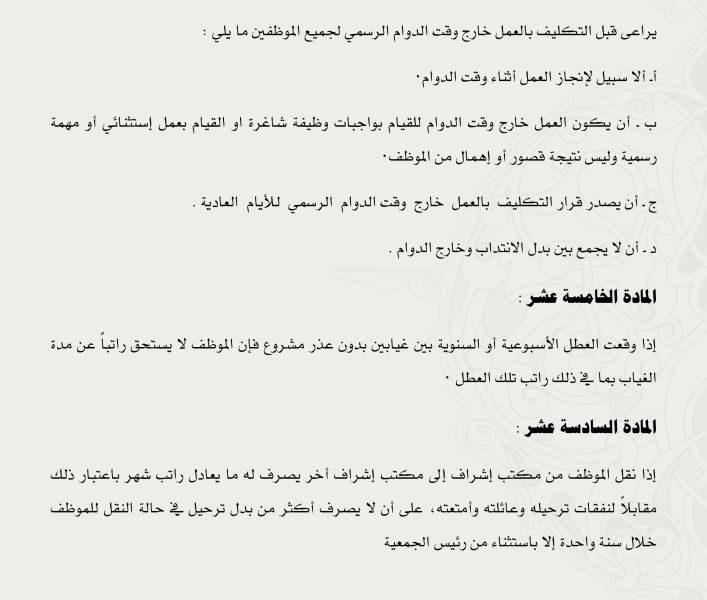 يراعى قبل التكليف بالعمل خارج وقت الدوام الرسمي لجميع الموظفين ما يلي :
أ. ألا سبيل لإنجاز العمل أثناء وقت الدوام٠
ب ـ أن يكون العمل خارج وقت الدوام للقيام بواجبات وظيفة شاغرة او القيام بعمل إستثنائي أو مهمة
رسمية وليس نتيجة قصور أو إهمال من الموظف٠
ج ـ أن يصدر قرار التكليف بالعمل خارج وقت الدوام الرسمي للأيام العادية .
د ـ أن لا يجمع بين بدل الانتداب وخارج الدوام .
المادة الخامسة عشر :
إذا وقعت العطل الأسبوعية أو السنوية بين غيابين بدون عذر مشروع فإن الموظف لا يستحق راتباً عن مدة
الغياب بما في ذلك راتب تلك العطل ٠
المادة السادسة عشر :
إذا نقل الموظف من مكتب إشراف إلى مكتب إشراف أخر يصرف له ما يعادل راتب شهر باعتبار ذلك
مقابلاً لنفقات ترحيله وعائلته وأمتعته، على أن لا يصرف أكثر من بدل ترحيل في حالة النقل للموظف
خلال سنة واحدة إلا باستثناء من رئيس الجمعية